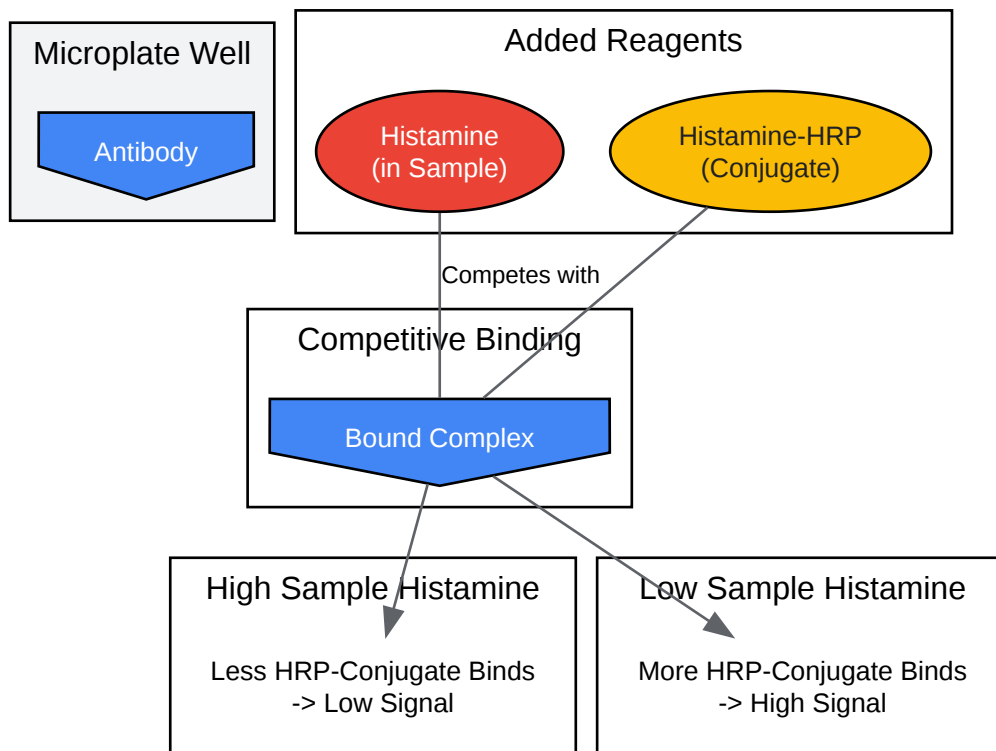 Microplate Well
Antibody
Added Reagents
Histamine
(in Sample)
Histamine-HRP
(Conjugate)
Competes with
Competitive Binding
Bound Complex
High Sample Histamine
Less HRP-Conjugate Binds
-> Low Signal
Low Sample Histamine
More HRP-Conjugate Binds
-> High Signal